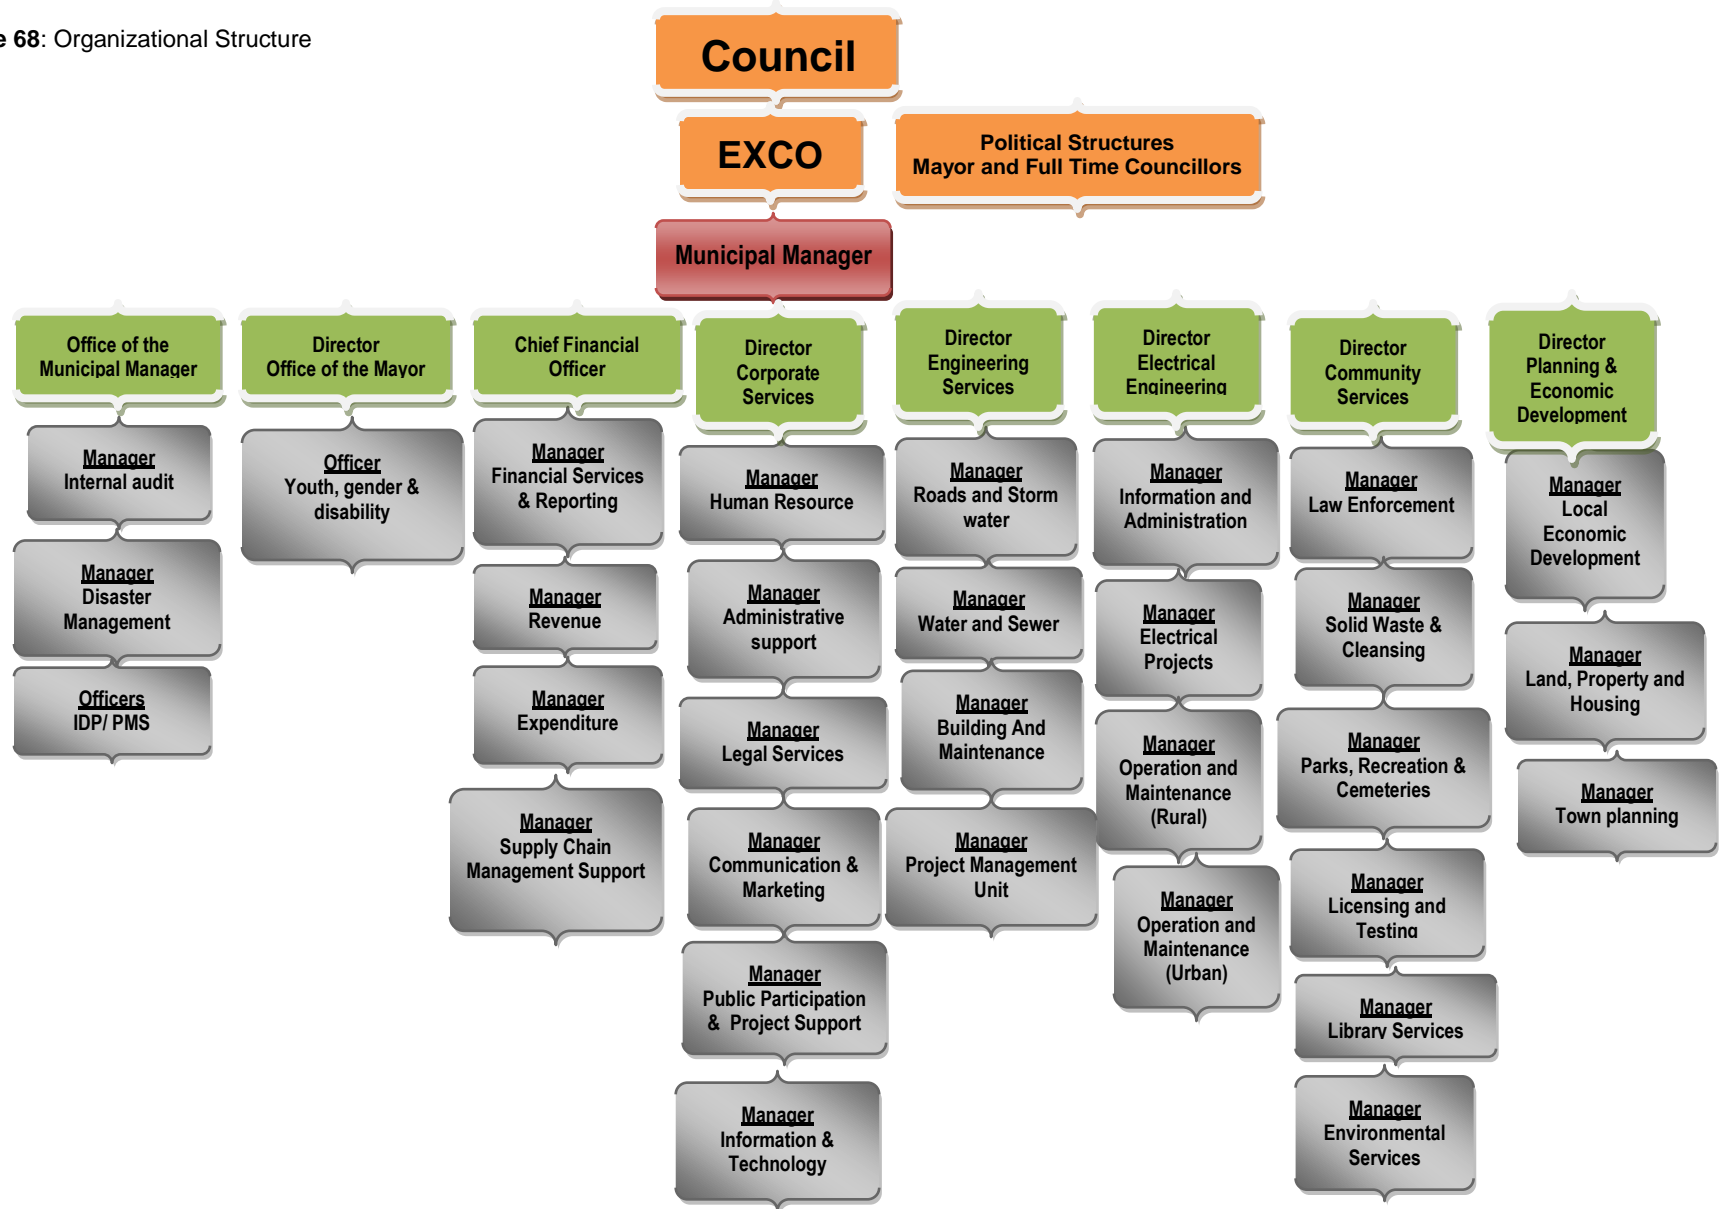 e 68: Organizational Structure
Council
EXCO
Political Structures
Mayor and Full Time Councillors
Municipal Manager
Office of the
Municipal Manager
Manager
Internal audit
Manager
Disaster
Management
Officers
IDP/ PMS
Director
Office of the Mayor
Officer
Youth, gender &
disability
Chief Financial
Officer
Manager
Financial Services
& Reporting
Manager
Revenue
Manager
Expenditure
Manager
Supply Chain
Management Support
Director
Corporate
Services
Manager
Human Resource
Manager
Administrative
support
Manager
Legal Services
Manager
Communication &
Marketing
Manager
Public Participation
& Project Support
Manager
Information &
Technology
Director
Engineering
Services
Manager
Roads and Storm
water
Manager
Water and Sewer
Manager
Building And
Maintenance
Manager
Project Management
Unit
Director
Electrical
Engineering
Manager
Information and
Administration
Manager
Electrical
Projects
Manager
Operation and
Maintenance
(Rural)
Manager
Operation and
Maintenance
(Urban)
Director
Community
Services
Manager
Law Enforcement
Manager
Solid Waste &
Cleansing
Manager
Parks, Recreation &
Cemeteries
Manager
Licensing and
Testing
Manager
Library Services
Manager
Environmental
Services
Director
Planning &
Economic
Development
Manager
Local
Economic
Development
Manager
Land, Property and
Housing
Manager
Town planning